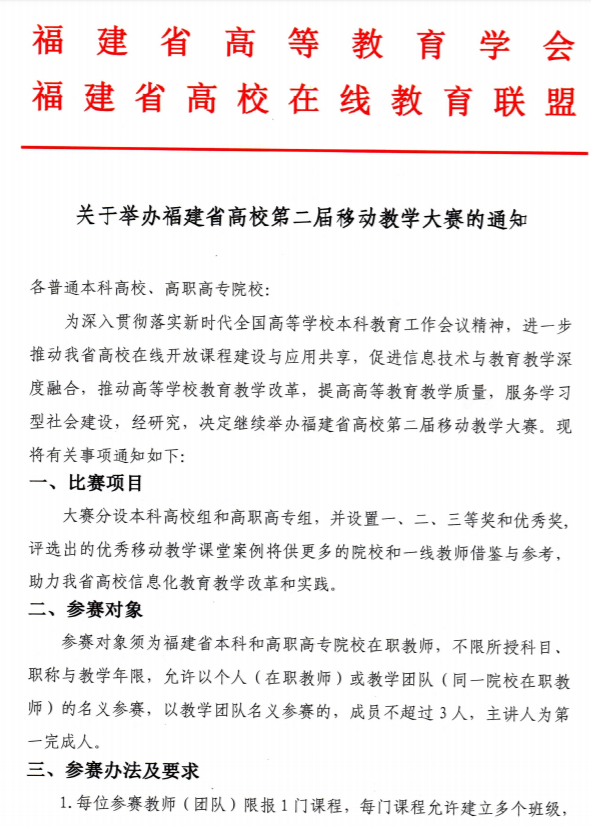 福建省高等教育学会
福建省高校在线教育联盟
关于举办福建省高校第二届移动教学大赛的通知
各普通本科高校、高职高专院校：
为深入贯彻落实新时代全国高等学校本科教育工作会议精神，进一步
推动我省高校在线开放课程建设与应用共享，促进信息技术与教育教学深
度融合，推动高等学校教育教学改革，提高高等教育教学质量，服务学习
型社会建设，经研究，决定继续举办福建省高校第二届移动教学大赛。现
将有关事项通知如下：
一、比赛项目
大赛分设本科高校组和高职高专组，并设置一、二、三等奖和优秀奖，
评选出的优秀移动教学课堂案例将供更多的院校和一线教师借鉴与参考，
助力我省高校信息化教育教学改革和实践。
二、参赛对象
参赛对象须为福建省本科和高职高专院校在职教师，不限所授科目、
职称与教学年限，允许以个人（在职教师）或教学团队（同一院校在职教
师）的名义参赛，以教学团队名义参赛的，成员不超过 3 人，主讲人为第
一完成人。
三、参赛办法及要求
1.每位参赛教师（团队）限报 1 门课程，每门课程允许建立多个班级，